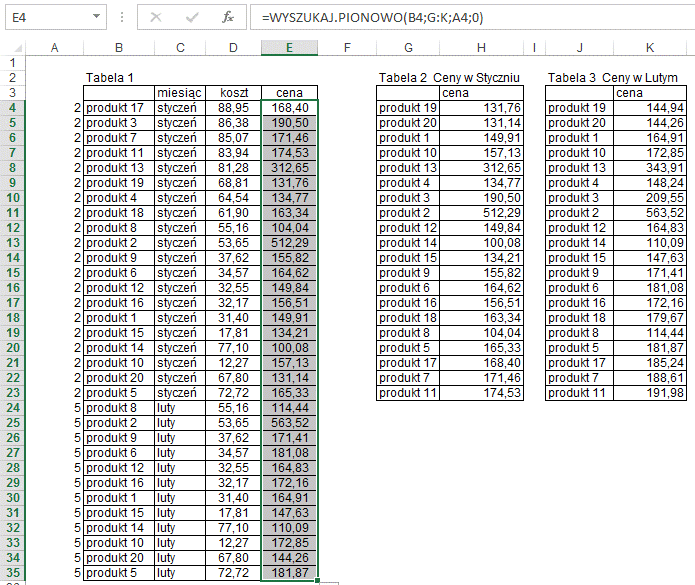 E4 fx =WYSZUKAJ.PIONOWO(B4;G:K;A4;0)
A B C D E F G H I J K
1
2 Tabela 1 Tabela 2 Ceny w Styczniu Tabela 3 Ceny w Lutym
3 miesiąc koszt cena cena cena
4 2 produkt 17 styczeń 88,95 168,40 produkt 19 131,76 produkt 19 144,94
5 2 produkt 3 styczeń 86,38 190,50 produkt 20 131,14 produkt 20 144,26
6 2 produkt 7 styczeń 85,07 171,46 produkt 1 149,91 produkt 1 164,91
7 2 produkt 11 styczeń 83,94 174,53 produkt 10 157,13 produkt 10 172,85
8 2 produkt 13 styczeń 81,28 312,65 produkt 13 312,65 produkt 13 343,91
9 2 produkt 19 styczeń 68,81 131,76 produkt 4 134,77 produkt 4 148,24
10 2 produkt 4 styczeń 64,54 134,77 produkt 3 190,50 produkt 3 209,55
11 2 produkt 18 styczeń 61,90 163,34 produkt 2 512,29 produkt 2 563,52
12 2 produkt 8 styczeń 55,16 104,04 produkt 12 149,84 produkt 12 164,83
13 2 produkt 2 styczeń 53,65 512,29 produkt 14 100,08 produkt 14 110,09
14 2 produkt 9 styczeń 37,62 155,82 produkt 15 134,21 produkt 15 147,63
15 2 produkt 6 styczeń 34,57 164,62 produkt 9 155,82 produkt 9 171,41
16 2 produkt 12 styczeń 32,55 149,84 produkt 6 164,62 produkt 6 181,08
17 2 produkt 16 styczeń 32,17 156,51 produkt 16 156,51 produkt 16 172,16
18 2 produkt 1 styczeń 31,40 149,91 produkt 18 163,34 produkt 18 179,67
19 2 produkt 15 styczeń 17,81 134,21 produkt 8 104,04 produkt 8 114,44
20 2 produkt 14 styczeń 77,10 100,08 produkt 5 165,33 produkt 5 181,87
21 2 produkt 10 styczeń 12,27 157,13 produkt 17 168,40 produkt 17 185,24
22 2 produkt 20 styczeń 67,80 131,14 produkt 7 171,46 produkt 7 188,61
23 2 produkt 5 styczeń 72,72 165,33 produkt 11 174,53 produkt 11 191,98
24 5 produkt 8 luty 55,16 114,44
25 5 produkt 2 luty 53,65 563,52
26 5 produkt 9 luty 37,62 171,41
27 5 produkt 6 luty 34,57 181,08
28 5 produkt 12 luty 32,55 164,83
29 5 produkt 16 luty 32,17 172,16
30 5 produkt 1 luty 31,40 164,91
31 5 produkt 15 luty 17,81 147,63
32 5 produkt 14 luty 77,10 110,09
33 5 produkt 10 luty 12,27 172,85
34 5 produkt 20 luty 67,80 144,26
35 5 produkt 5 luty 72,72 181,87